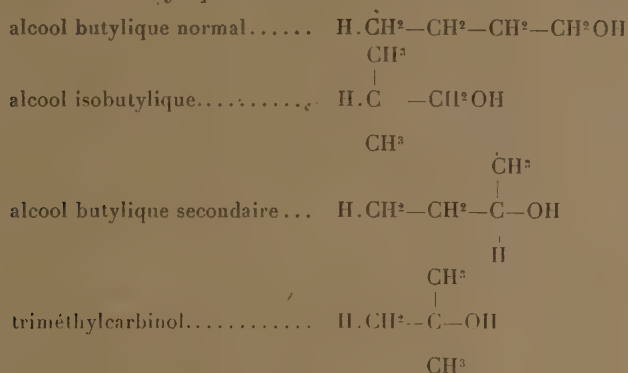 alcool butylique normal...... H.CH²—CH²—CH²—CH²OH
CH³
|
alcool isobutylique.......... H.C —CH²OH
CH³
CH³
|
alcool butylique secondaire... H.CH²—CH²—C—OH
|
H
CH³
|
triméthylcarbinol............ H.CH²--C—OH
CH³